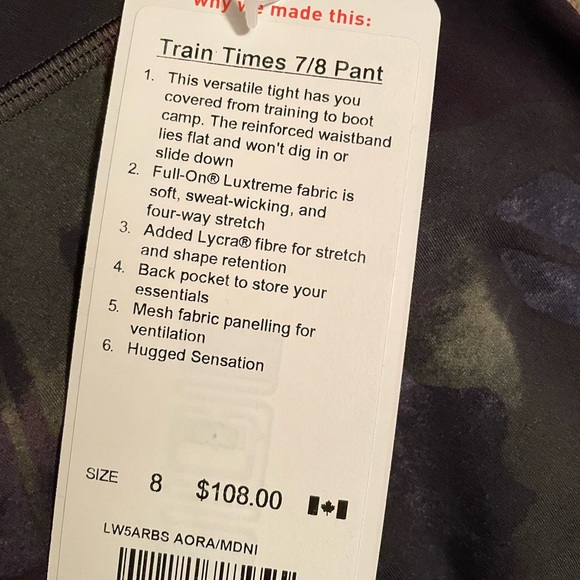 why we made this:
Train Times 7/8 Pant
1. This versatile tight has you
covered from training to boot
camp. The reinforced waistband
lies flat and won't dig in or
slide down
2. Full-On® Luxtreme fabric is
soft, sweat-wicking, and
four-way stretch
3. Added Lycra® fibre for stretch
and shape retention
4. Back pocket to store your
essentials
5. Mesh fabric panelling for
ventilation
6. Hugged Sensation
SIZE 8 $108.00
LW5ARBS AORA/MDNI